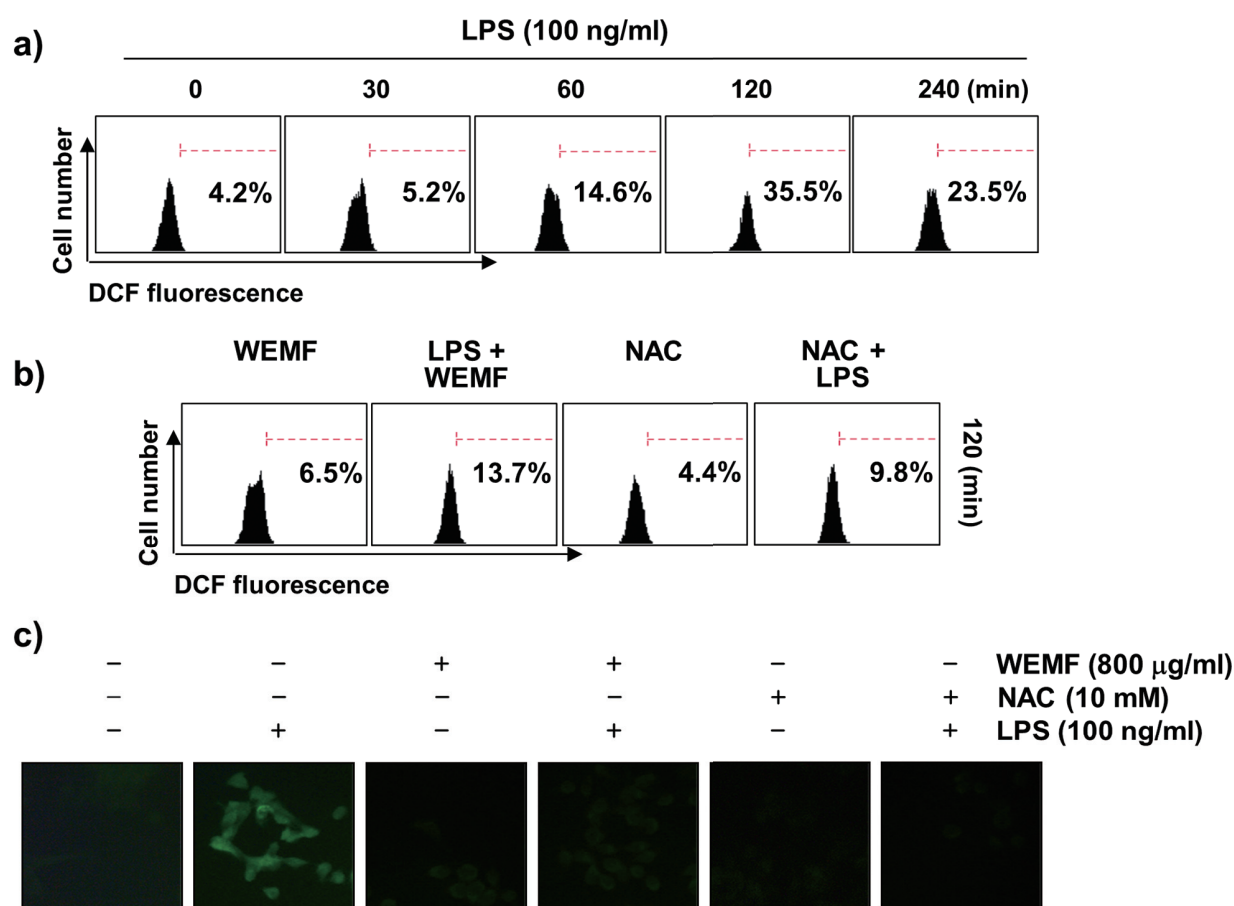 a)
LPS (100 ng/ml)
0 30 60 120 240 (min)
Cell number
4.2% 5.2% 14.6% 35.5% 23.5%
DCF fluorescence
b)
WEMF LPS + WEMF NAC NAC + LPS
Cell number
6.5% 13.7% 4.4% 9.8%
120 (min)
DCF fluorescence
c)
− − + + − − WEMF (800 μg/ml)
− − − − + + NAC (10 mM)
− + − + − + LPS (100 ng/ml)